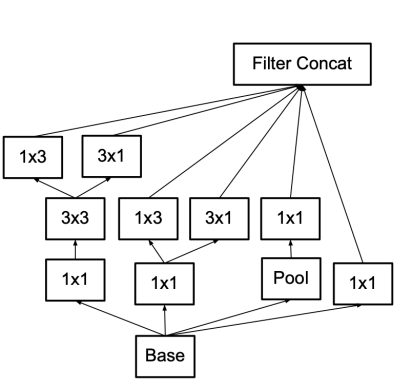 Filter Concat
1x3
3x1
3x3
1x3
3x1
1x1
1x1
1x1
Pool
1x1
Base